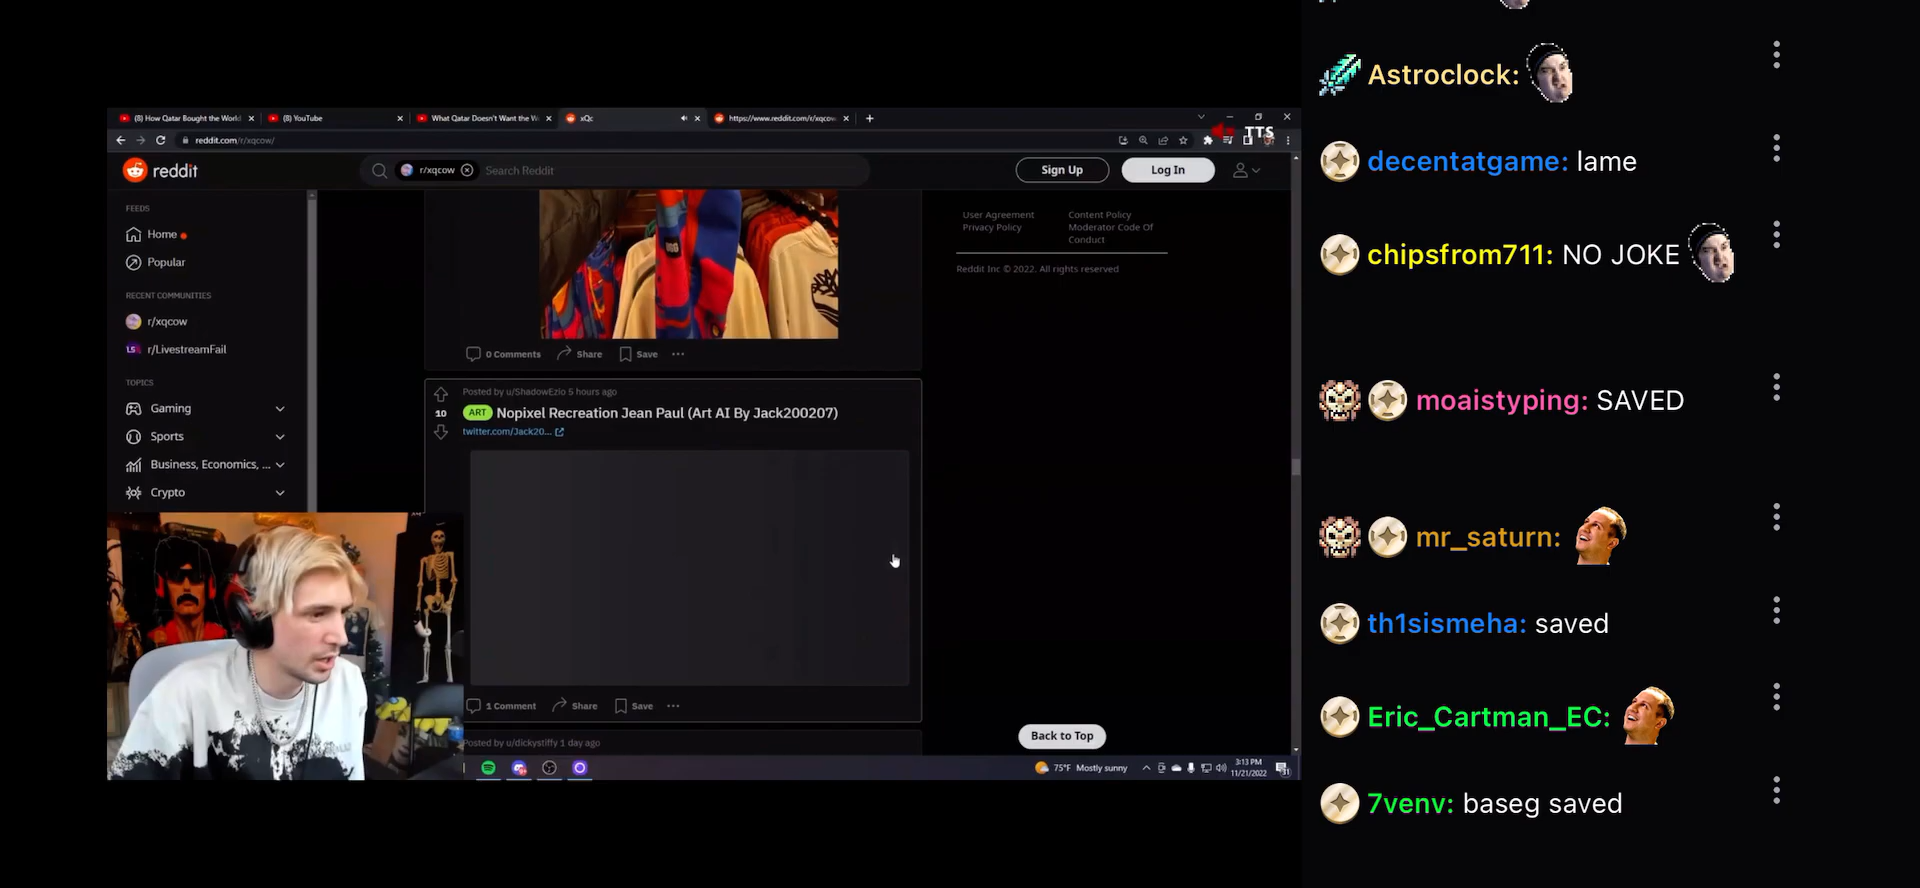 (8) How Qatar Bought the World
(8) YouTube
What Qatar Doesn't Want the W
xQc
https://www.reddit.com/r/xqcow
reddit.com/r/xqcow/
TTS
reddit
r/xqcow
Search Reddit
Sign Up
Log In
FEEDS
Home
Popular
RECENT COMMUNITIES
r/xqcow
r/LivestreamFail
TOPICS
Gaming
Sports
Business, Economics, ...
Crypto
0 Comments
Share
Save
Posted by u/ShadowEzio 5 hours ago
10
ART
Nopixel Recreation Jean Paul (Art AI By Jack200207)
twitter.com/Jack20...
1 Comment
Share
Save
Posted by u/dickystiffy 1 day ago
User Agreement
Privacy Policy
Content Policy
Moderator Code Of
Conduct
Reddit Inc © 2022. All rights reserved
Back to Top
75°F Mostly sunny
3:13 PM
11/21/2022
Astroclock:
decentatgame: lame
chipsfrom711: NO JOKE
moaistyping: SAVED
mr_saturn:
th1sismeha: saved
Eric_Cartman_EC:
7venv: baseg saved